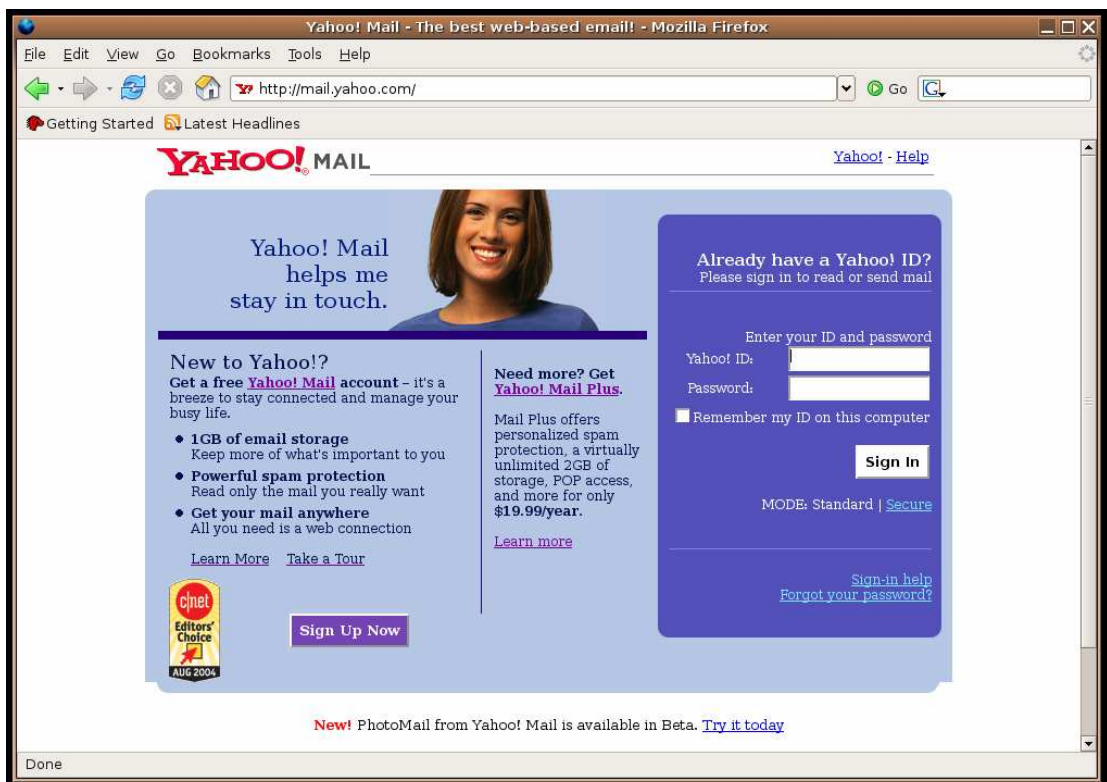 Yahoo! Mail - The best web-based email! - Mozilla Firefox
File Edit View Go Bookmarks Tools Help
http://mail.yahoo.com/ Go G
Getting Started Latest Headlines
YAHOO! MAIL
Yahoo! - Help
Yahoo! Mail
helps me
stay in touch.
New to Yahoo!?
Get a free Yahoo! Mail account – it's a
breeze to stay connected and manage your
busy life.
• 1GB of email storage
Keep more of what's important to you
• Powerful spam protection
Read only the mail you really want
• Get your mail anywhere
All you need is a web connection
Learn More Take a Tour
c|net
Editors'
Choice
AUG 2004
Sign Up Now
Need more? Get
Yahoo! Mail Plus.
Mail Plus offers
personalized spam
protection, a virtually
unlimited 2GB of
storage, POP access,
and more for only
$19.99/year.
Learn more
Already have a Yahoo! ID?
Please sign in to read or send mail
Enter your ID and password
Yahoo! ID:
Password:
Remember my ID on this computer
Sign In
MODE: Standard | Secure
Sign-in help
Forgot your password?
New! PhotoMail from Yahoo! Mail is available in Beta. Try it today
Done